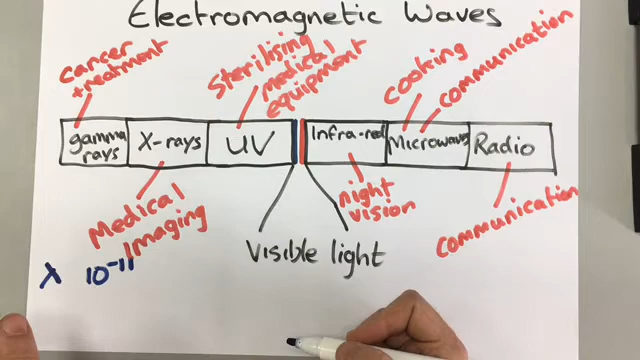 Electromagnetic Waves
cancer
treatment
Sterilising
medical
equipment
cooking
communication
gamma
rays
X-rays
UV
Infra-red
Microwaves
Radio
Medical
Imaging
night
vision
communication
Visible light
λ 10⁻¹¹